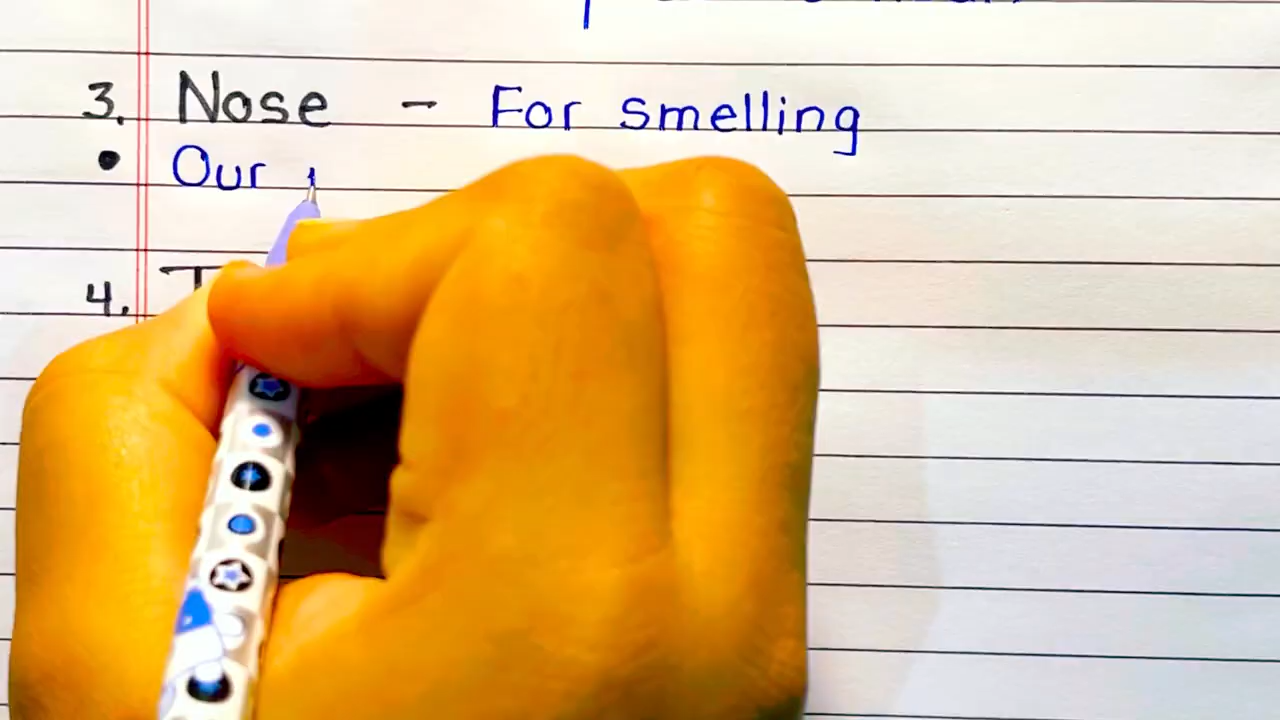 3. Nose - For smelling
• Our
4.